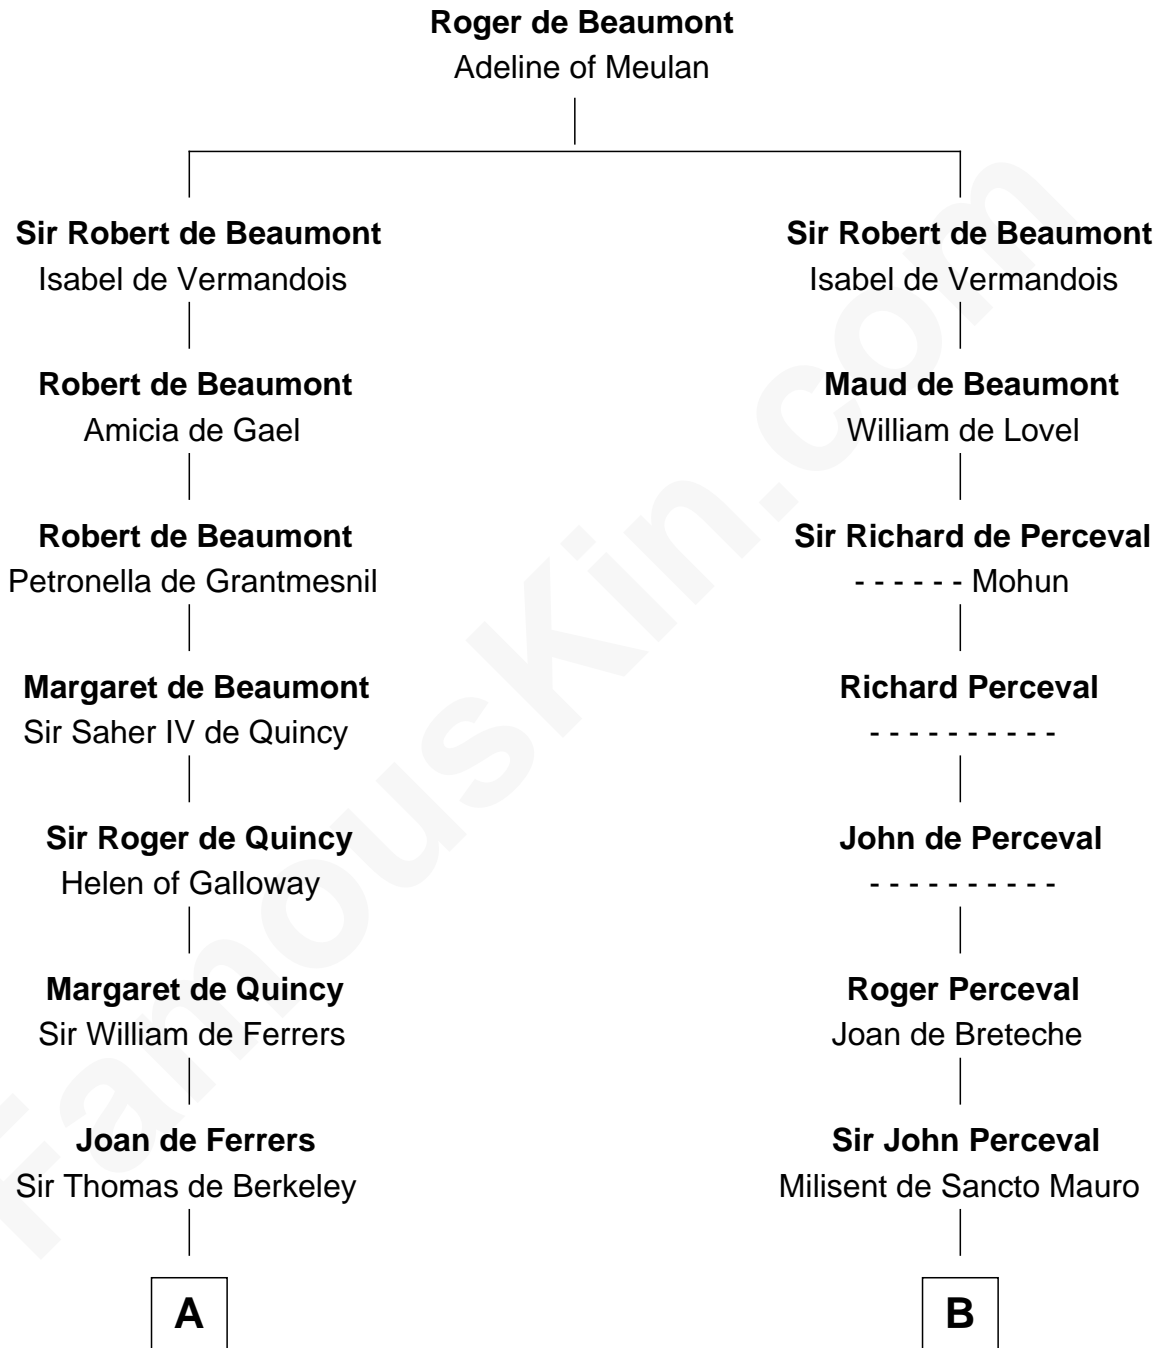 Roger de Beaumont
Adeline of Meulan
Sir Robert de Beaumont
Isabel de Vermandois
Sir Robert de Beaumont
Isabel de Vermandois
Robert de Beaumont
Amicia de Gael
Maud de Beaumont
William de Lovel
Robert de Beaumont
Petronella de Grantmesnil
Sir Richard de Perceval
- - - - - - Mohun
Margaret de Beaumont
Sir Saher IV de Quincy
Richard Perceval
- - - - - - - - - -
Sir Roger de Quincy
Helen of Galloway
John de Perceval
- - - - - - - - - -
Margaret de Quincy
Sir William de Ferrers
Roger Perceval
Joan de Breteche
Joan de Ferrers
Sir Thomas de Berkeley
Sir John Perceval
Milisent de Sancto Mauro
A
B
FamousKin.com